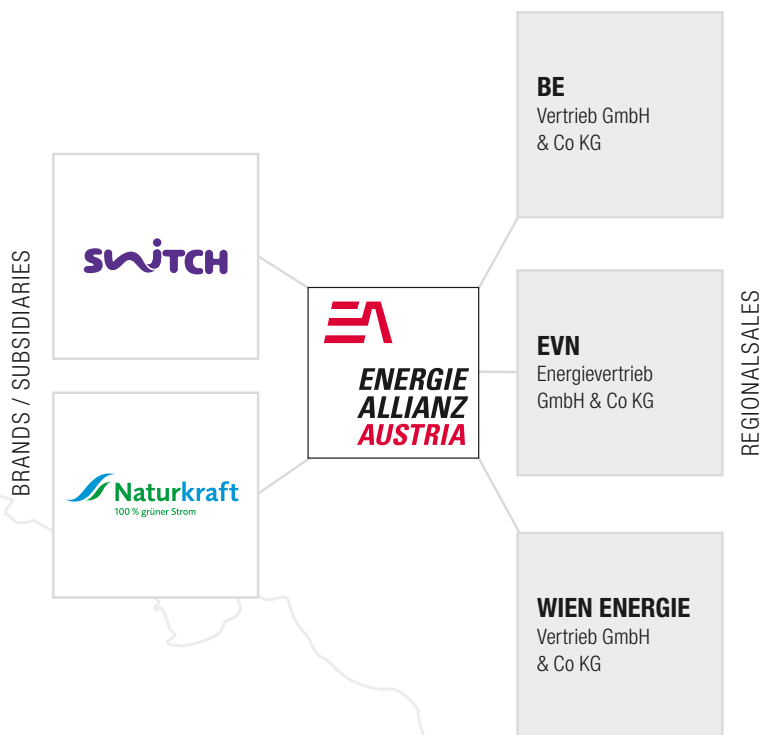 BRANDS / SUBSIDIARIES
SWITCH
Naturkraft
100 % grüner Strom
EA
ENERGIE
ALLIANZ
AUSTRIA
BE
Vertrieb GmbH
& Co KG
EVN
Energievertrieb
GmbH & Co KG
WIEN ENERGIE
Vertrieb GmbH
& Co KG
REGIONALSALES